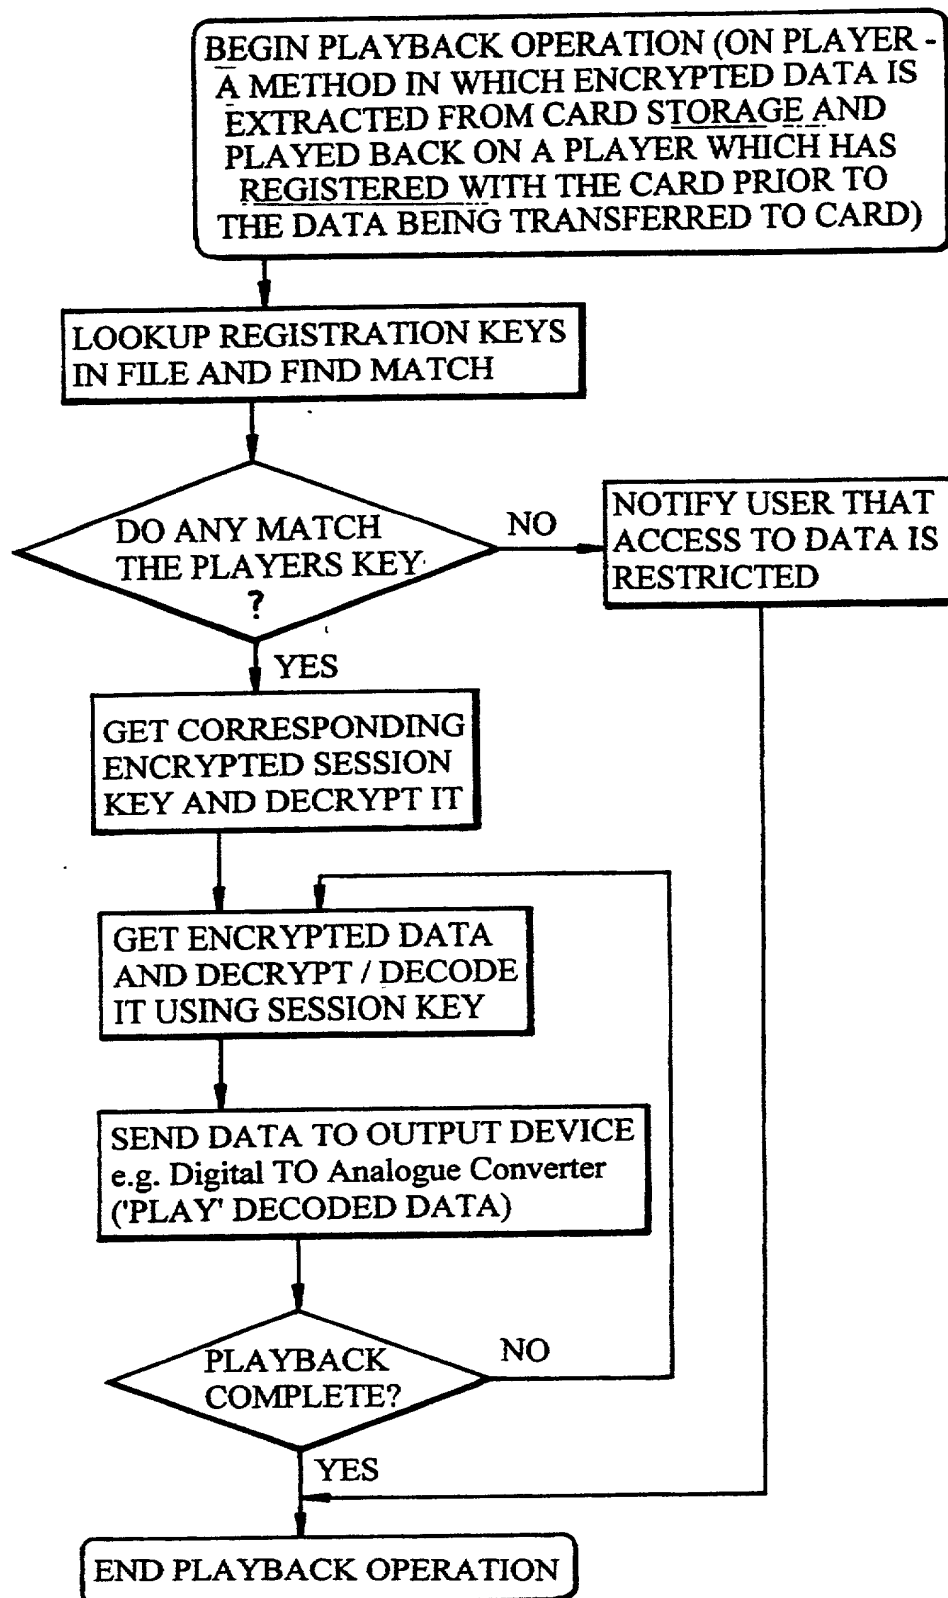 BEGIN PLAYBACK OPERATION (ON PLAYER -
A METHOD IN WHICH ENCRYPTED DATA IS
EXTRACTED FROM CARD STORAGE AND
PLAYED BACK ON A PLAYER WHICH HAS
REGISTERED WITH THE CARD PRIOR TO
THE DATA BEING TRANSFERRED TO CARD)
LOOKUP REGISTRATION KEYS
IN FILE AND FIND MATCH
DO ANY MATCH
THE PLAYERS KEY
?
NO
NOTIFY USER THAT
ACCESS TO DATA IS
RESTRICTED
YES
GET CORRESPONDING
ENCRYPTED SESSION
KEY AND DECRYPT IT
GET ENCRYPTED DATA
AND DECRYPT / DECODE
IT USING SESSION KEY
SEND DATA TO OUTPUT DEVICE
e.g. Digital TO Analogue Converter
('PLAY' DECODED DATA)
PLAYBACK
COMPLETE?
NO
YES
END PLAYBACK OPERATION